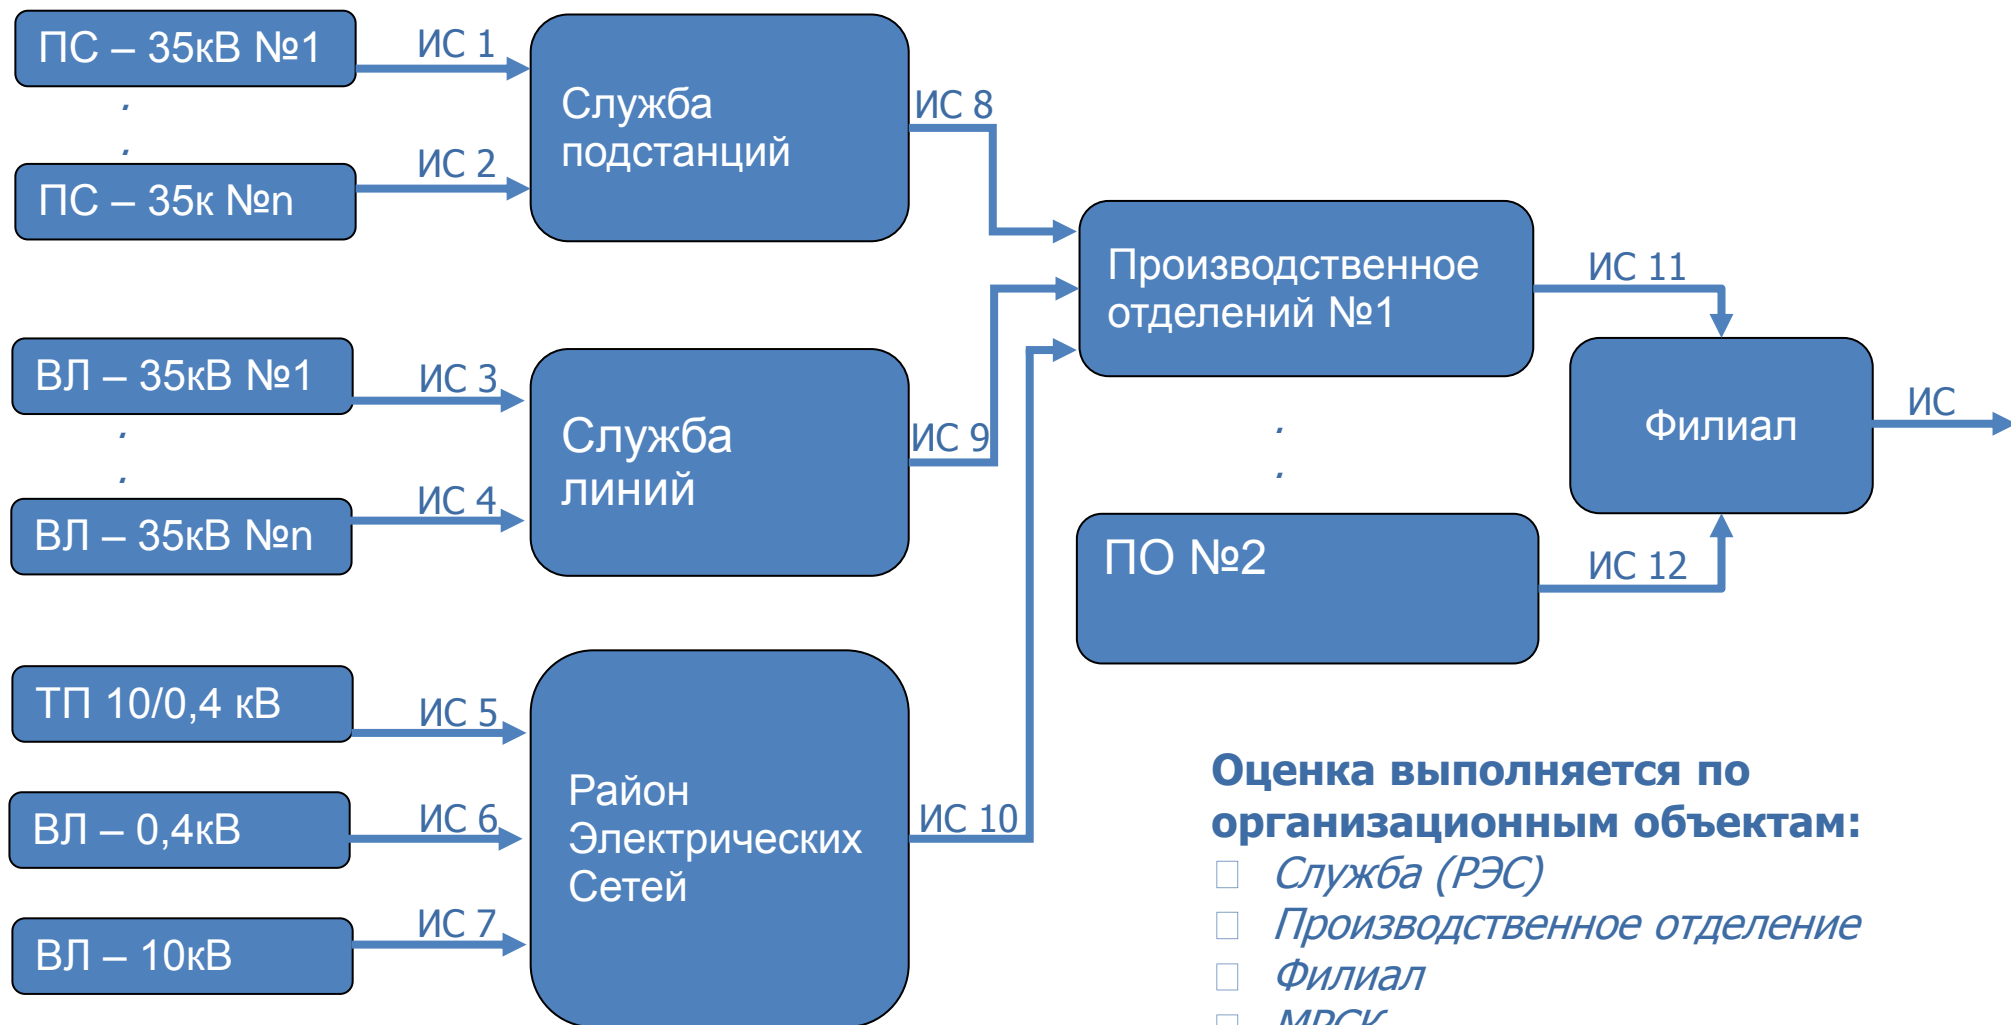 ПС – 35кВ №1
ИС 1
.
.
ПС – 35к №n
ИС 2
Служба
подстанций
ИС 8
ВЛ – 35кВ №1
ИС 3
.
.
ВЛ – 35кВ №n
ИС 4
Служба
линий
ИС 9
ТП 10/0,4 кВ
ИС 5
ВЛ – 0,4кВ
ИС 6
ВЛ – 10кВ
ИС 7
Район
Электрических
Сетей
ИС 10
Производственное
отделений №1
ИС 11
.
.
ПО №2
ИС 12
Филиал
ИС
Оценка выполняется по
организационным объектам:
Служба (РЭС)
Производственное отделение
Филиал
МРСК